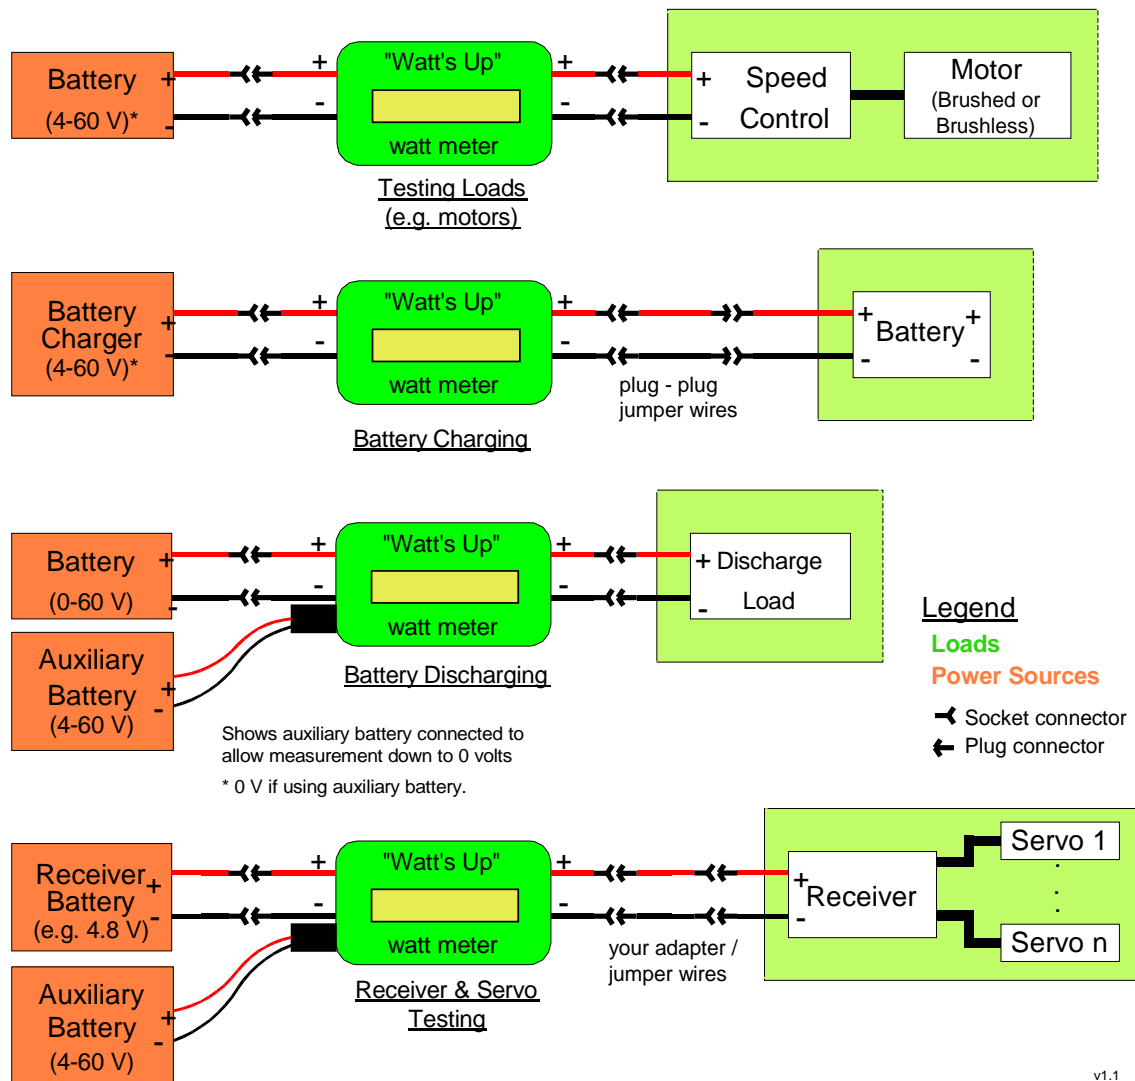 Battery
(4-60 V)*
+
-
+
-
"Watt's Up"
watt meter
+
-
+
-
Speed
Control
Motor
(Brushed or
Brushless)
Testing Loads
(e.g. motors)
Battery
Charger
(4-60 V)*
+
-
+
-
"Watt's Up"
watt meter
+
-
plug - plug
jumper wires
+
-
Battery
+
-
Battery Charging
Battery
(0-60 V)
+
-
+
-
"Watt's Up"
watt meter
+
-
+
-
Discharge
Load
Auxiliary
Battery
(4-60 V)
+
-
Battery Discharging
Shows auxiliary battery connected to
allow measurement down to 0 volts
* 0 V if using auxiliary battery.
Legend
Loads
Power Sources
Socket connector
Plug connector
Receiver
Battery
(e.g. 4.8 V)
+
-
+
-
"Watt's Up"
watt meter
+
-
your adapter /
jumper wires
+
-
Receiver
Servo 1
.
.
.
Servo n
Auxiliary
Battery
(4-60 V)
+
-
Receiver & Servo
Testing
v1.1